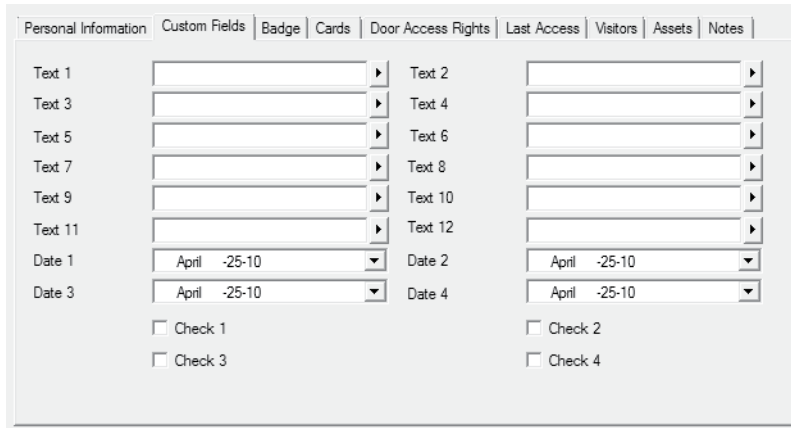 Personal Information Custom Fields Badge Cards Door Access Rights Last Access Visitors Assets Notes
Text 1 Text 2
Text 3 Text 4
Text 5 Text 6
Text 7 Text 8
Text 9 Text 10
Text 11 Text 12
Date 1 April -25-10 Date 2 April -25-10
Date 3 April -25-10 Date 4 April -25-10
Check 1 Check 2
Check 3 Check 4